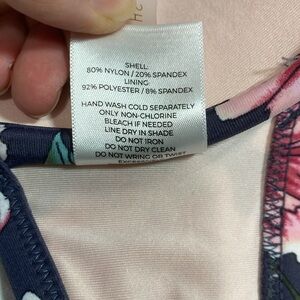 SHELL
80% NYLON / 20% SPANDEX
LINING
92% POLYESTER / 8% SPANDEX
HAND WASH COLD SEPARATELY
ONLY NON-CHLORINE
BLEACH IF NEEDED
LINE DRY IN SHADE
DO NOT IRON
DO NOT DRY CLEAN
DO NOT WRING OR TWIST